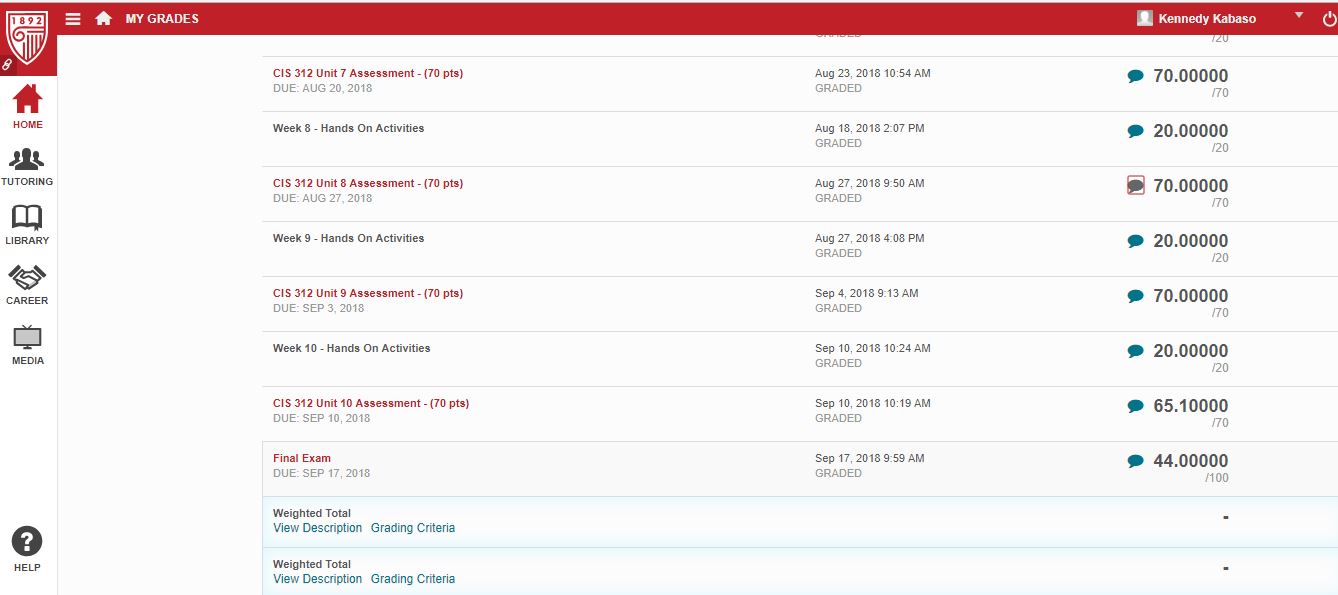 1892
MY GRADES
Kennedy Kabaso
GRADED
/20
HOME
TUTORING
LIBRARY
CAREER
MEDIA
HELP
CIS 312 Unit 7 Assessment - (70 pts)
Aug 23, 2018 10:54 AM
70.00000
DUE: AUG 20, 2018
GRADED
/70
Week 8 - Hands On Activities
Aug 18, 2018 2:07 PM
20.00000
GRADED
/20
CIS 312 Unit 8 Assessment - (70 pts)
Aug 27, 2018 9:50 AM
70.00000
DUE: AUG 27, 2018
GRADED
/70
Week 9 - Hands On Activities
Aug 27, 2018 4:08 PM
20.00000
GRADED
/20
CIS 312 Unit 9 Assessment - (70 pts)
Sep 4, 2018 9:13 AM
70.00000
DUE: SEP 3, 2018
GRADED
/70
Week 10 - Hands On Activities
Sep 10, 2018 10:24 AM
20.00000
GRADED
/20
CIS 312 Unit 10 Assessment - (70 pts)
Sep 10, 2018 10:19 AM
65.10000
DUE: SEP 10, 2018
GRADED
/70
Final Exam
Sep 17, 2018 9:59 AM
44.00000
DUE: SEP 17, 2018
GRADED
/100
Weighted Total
-
View Description Grading Criteria
Weighted Total
-
View Description Grading Criteria